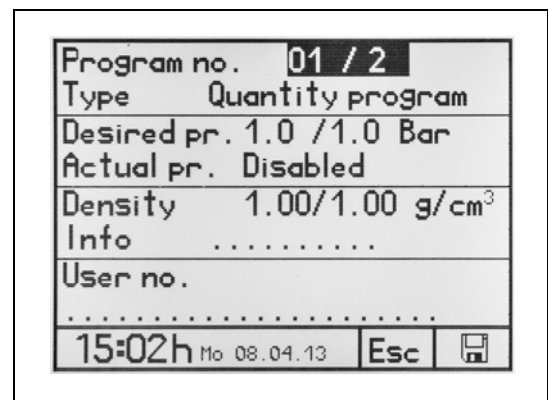 Program no. 01 / 2
Type Quantity program
Desired pr. 1.0 /1.0 Bar
Actual pr. Disabled
Density 1.00/1.00 g/cm³
Info ..........
User no.
.......................
15:02h Mo 08.04.13 Esc